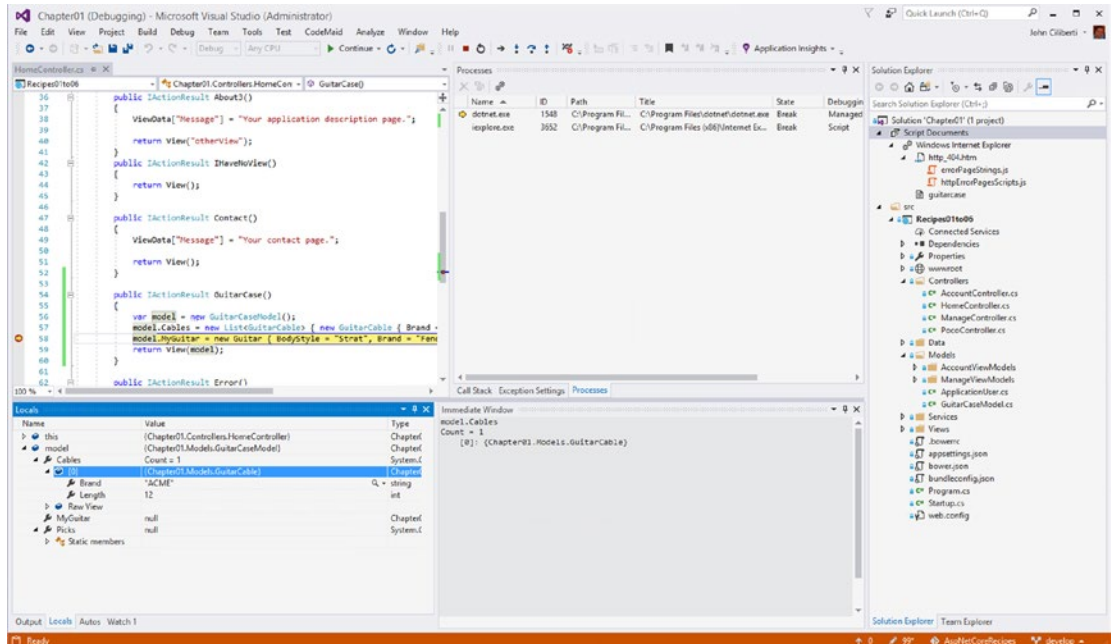 Chapter01 (Debugging) - Microsoft Visual Studio (Administrator)
Quick Launch (Ctrl+Q)
File Edit View Project Build Debug Team Tools Test CodeMaid Analyze Window Help
John Ciliberti
Debug Any CPU Continue Application Insights
HomeController.cs
Recipes01to06 Chapter01.Controllers.HomeCon GuitarCase()
36 public IActionResult About3()
37 {
38 ViewData["Message"] = "Your application description page.";
39
40 return View("otherView");
41 }
42 public IActionResult IHaveNoView()
43 {
44 return View();
45 }
46
47 public IActionResult Contact()
48 {
49 ViewData["Message"] = "Your contact page.";
50
51 return View();
52 }
53
54 public IActionResult GuitarCase()
55 {
56 var model = new GuitarCaseModel();
57 model.Cables = new List<GuitarCable> { new GuitarCable { Brand
58 model.MyGuitar = new Guitar { BodyStyle = "Strat", Brand = "Fen
59 return View(model);
60 }
61
62 public IActionResult Error()
100 %
Processes
Name ID Path Title State Debuggin
dotnet.exe 1548 C:\Program Fil... C:\Program Files\dotnet\dotnet.exe Break Managed
iexplore.exe 3652 C:\Program Fil... C:\Program Files (x86)\Internet Ex... Break Script
Call Stack Exception Settings Processes
Locals
Name Value Type
this {Chapter01.Controllers.HomeController} Chapter(
model {Chapter01.Models.GuitarCaseModel} Chapter(
Cables Count = 1 System.C
[0] {Chapter01.Models.GuitarCable} Chapter(
Brand "ACME" string
Length 12 int
Raw View
MyGuitar null Chapter(
Picks null System.C
Static members
Output Locals Autos Watch 1
Immediate Window
model.Cables
Count = 1
[0]: {Chapter01.Models.GuitarCable}
Solution Explorer
Search Solution Explorer (Ctrl+;)
Solution 'Chapter01' (1 project)
Script Documents
Windows Internet Explorer
http_404.htm
errorPageStrings.js
httpErrorPagesScripts.js
guitarcase
src
Recipes01to06
Connected Services
Dependencies
Properties
wwwroot
Controllers
AccountController.cs
HomeController.cs
ManageController.cs
PocoController.cs
Data
Models
AccountViewModels
ManageViewModels
ApplicationUser.cs
GuitarCaseModel.cs
Services
Views
.bowerrc
appsettings.json
bower.json
bundleconfig.json
Program.cs
Startup.cs
web.config
Solution Explorer Team Explorer
Ready
0 99* AspNetCoreRecipes develop